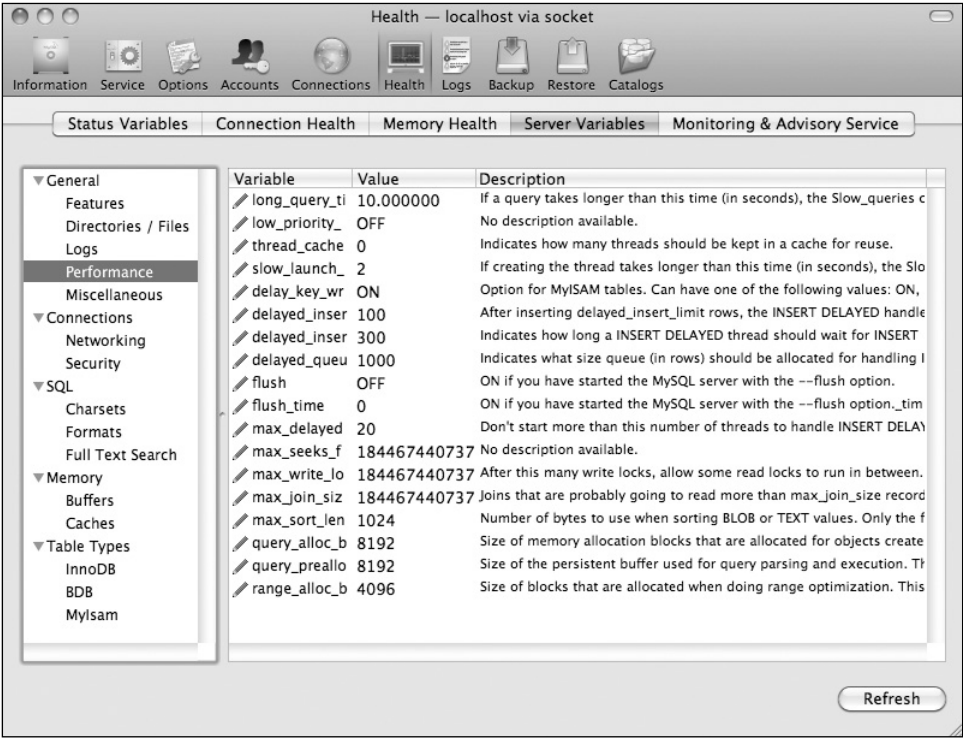 Health — localhost via socket
Information Service Options Accounts Connections Health Logs Backup Restore Catalogs
Status Variables Connection Health Memory Health Server Variables Monitoring & Advisory Service
General
Features
Directories / Files
Logs
Performance
Miscellaneous
Connections
Networking
Security
SQL
Charsets
Formats
Full Text Search
Memory
Buffers
Caches
Table Types
InnoDB
BDB
MyIsam
Variable Value Description
long_query_ti 10.000000 If a query takes longer than this time (in seconds), the Slow_queries c
low_priority_ OFF No description available.
thread_cache 0 Indicates how many threads should be kept in a cache for reuse.
slow_launch_ 2 If creating the thread takes longer than this time (in seconds), the Slo
delay_key_wr ON Option for MyISAM tables. Can have one of the following values: ON,
delayed_inser 100 After inserting delayed_insert_limit rows, the INSERT DELAYED handle
delayed_inser 300 Indicates how long a INSERT DELAYED thread should wait for INSERT
delayed_queu 1000 Indicates what size queue (in rows) should be allocated for handling I
flush OFF ON if you have started the MySQL server with the --flush option.
flush_time 0 ON if you have started the MySQL server with the --flush option._tim
max_delayed 20 Don't start more than this number of threads to handle INSERT DELAY
max_seeks_f 184467440737 No description available.
max_write_lo 184467440737 After this many write locks, allow some read locks to run in between.
max_join_siz 184467440737 Joins that are probably going to read more than max_join_size record
max_sort_len 1024 Number of bytes to use when sorting BLOB or TEXT values. Only the f
query_alloc_b 8192 Size of memory allocation blocks that are allocated for objects create
query_preallo 8192 Size of the persistent buffer used for query parsing and execution. Th
range_alloc_b 4096 Size of blocks that are allocated when doing range optimization. This
Refresh